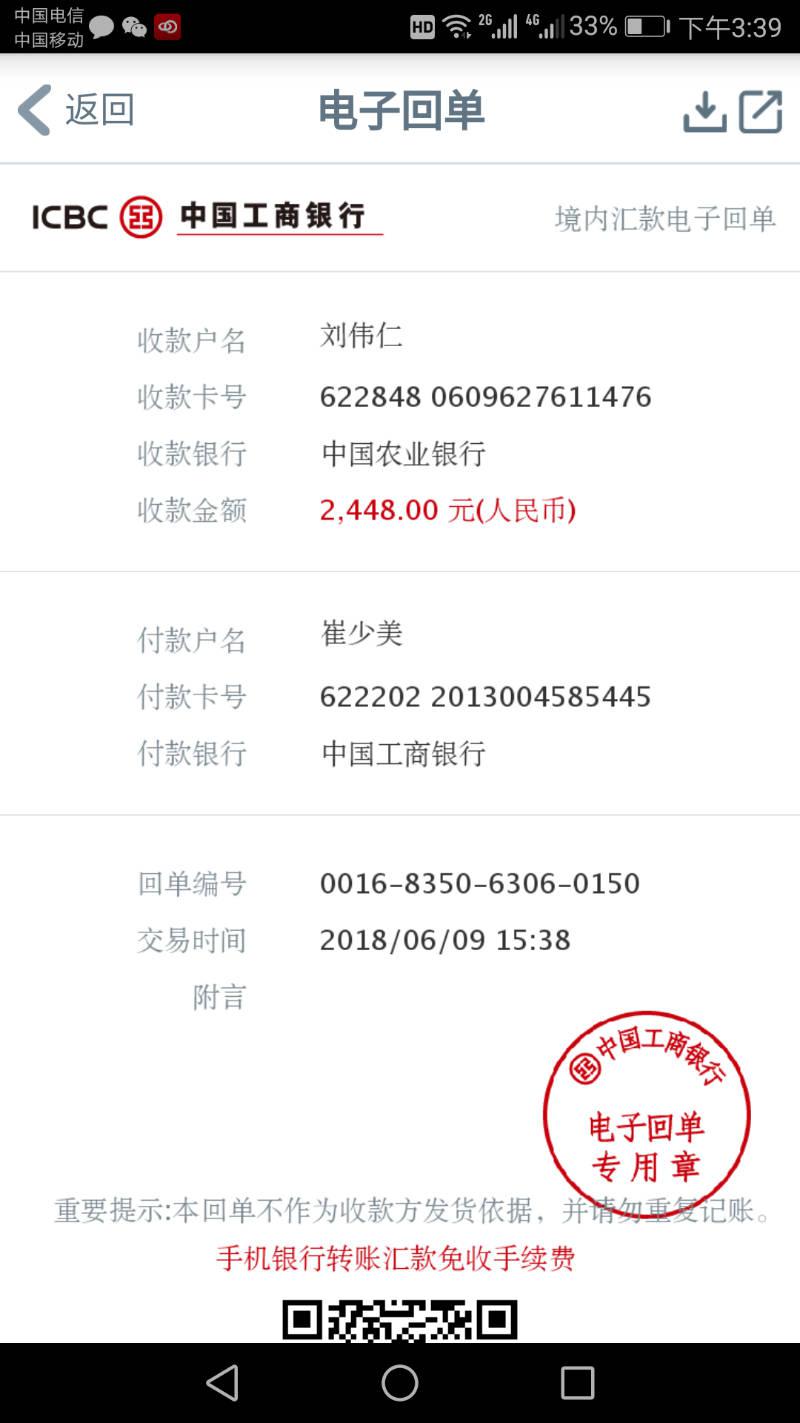 中国电信
中国移动
HD 2G 4G 33% 下午3:39
返回 电子回单
ICBC 中国工商银行 境内汇款电子回单
收款户名 刘伟仁
收款卡号 622848 0609627611476
收款银行 中国农业银行
收款金额 2,448.00 元(人民币)
付款户名 崔少美
付款卡号 622202 2013004585445
付款银行 中国工商银行
回单编号 0016-8350-6306-0150
交易时间 2018/06/09 15:38
附言
中国工商银行
电子回单
专用章
重要提示:本回单不作为收款方发货依据，并请勿重复记账。
手机银行转账汇款免收手续费